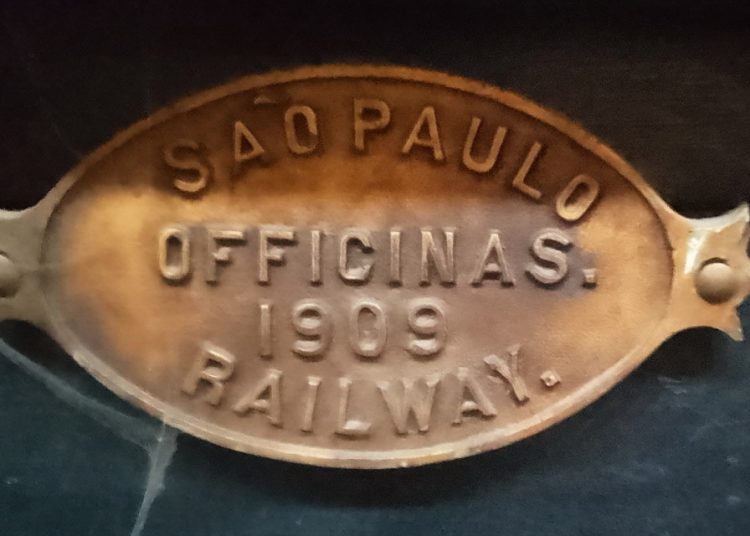 SÃO PAULO
OFFICINAS.
1909
RAILWAY.